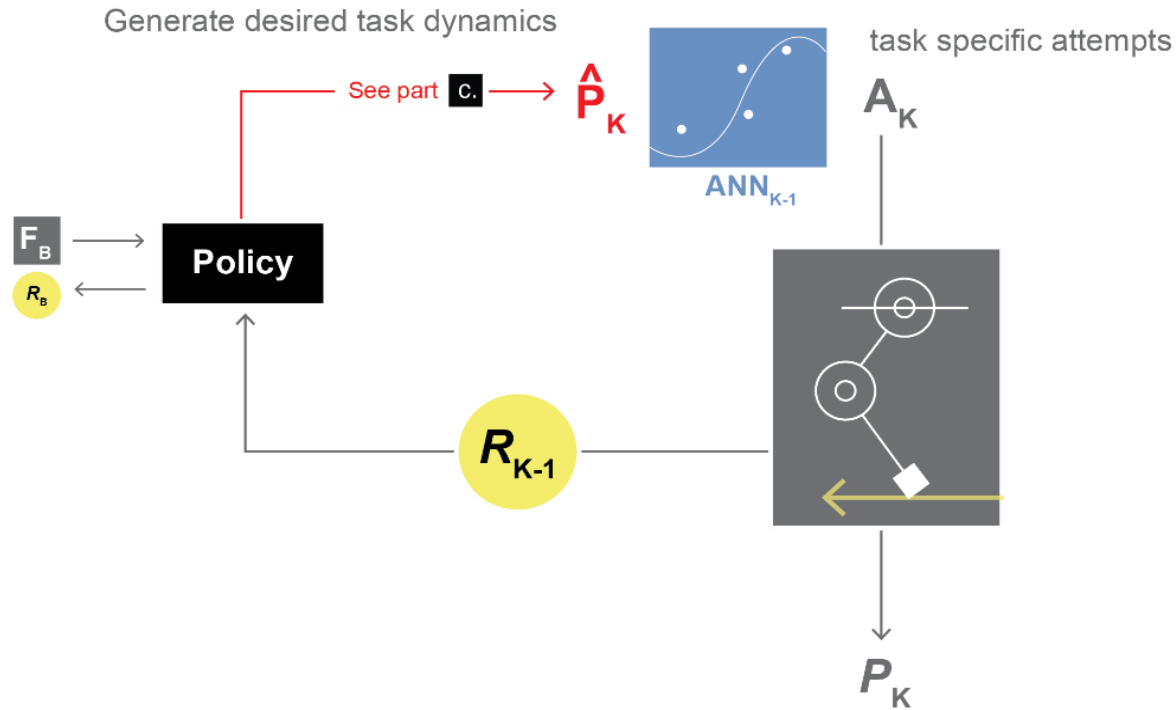 Generate desired task dynamics
task specific attempts
See part c.
P̂K
AK
ANNK-1
FB
Policy
RB
RK-1
PK